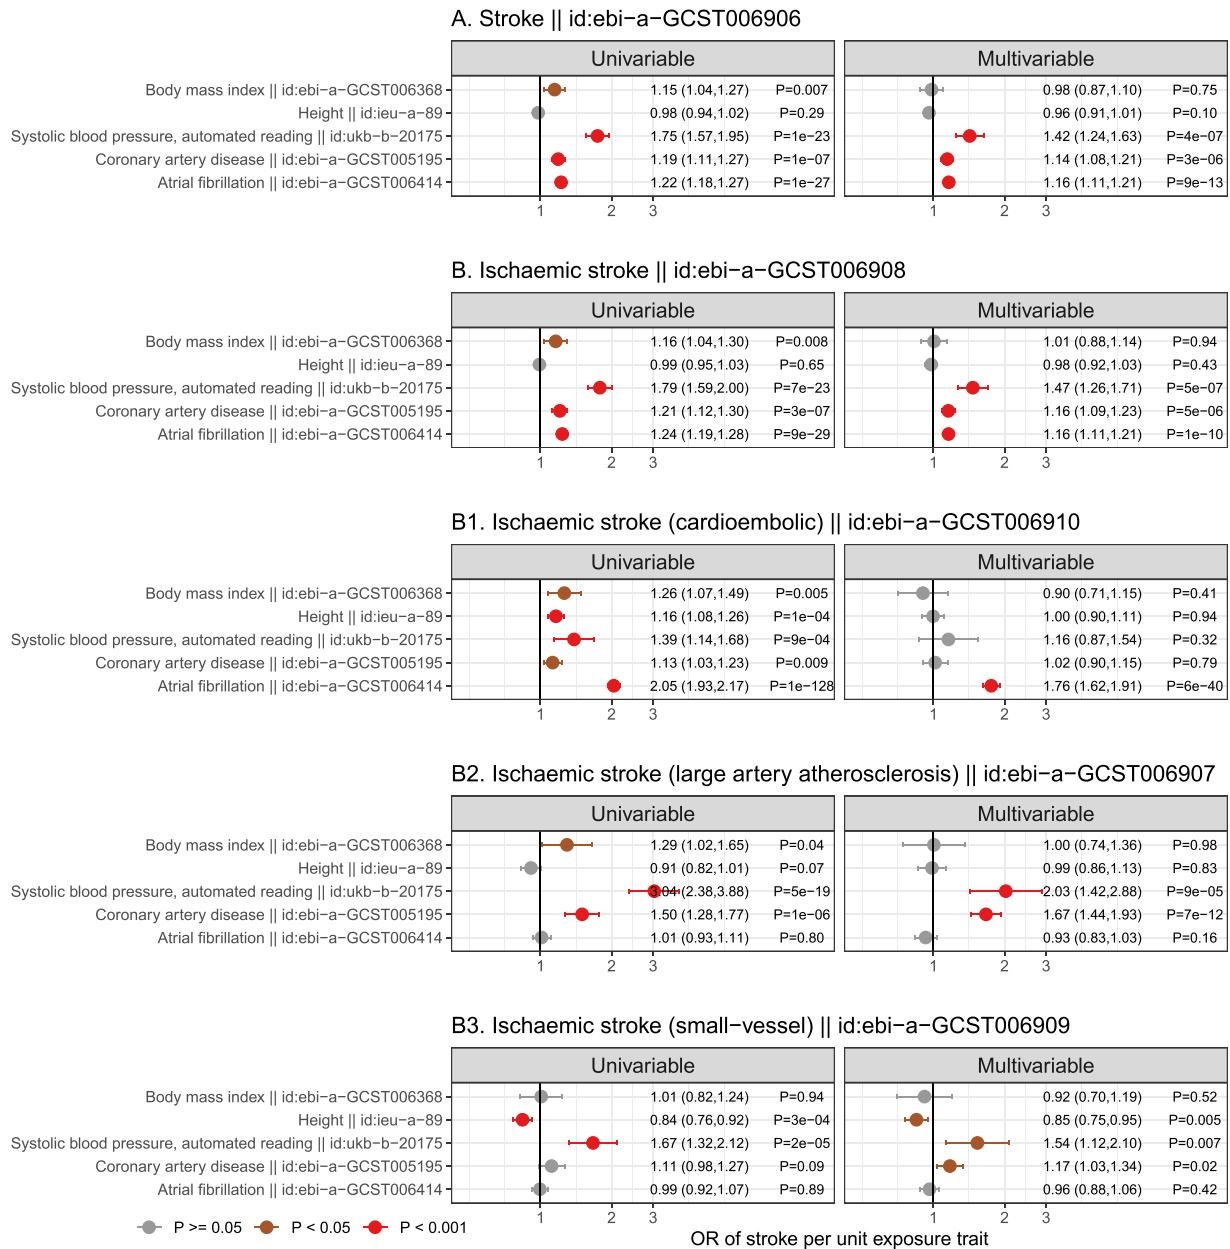 A. Stroke || id:ebi−a−GCST006906
Univariable Multivariable
Body mass index || id:ebi-a-GCST006368 1.15 (1.04,1.27) P=0.007 0.98 (0.87,1.10) P=0.75
Height || id:ieu-a-89 0.98 (0.94,1.02) P=0.29 0.96 (0.91,1.01) P=0.10
Systolic blood pressure, automated reading || id:ukb-b-20175 1.75 (1.57,1.95) P=1e-23 1.42 (1.24,1.63) P=4e-07
Coronary artery disease || id:ebi-a-GCST005195 1.19 (1.11,1.27) P=1e-07 1.14 (1.08,1.21) P=3e-06
Atrial fibrillation || id:ebi-a-GCST006414 1.22 (1.18,1.27) P=1e-27 1.16 (1.11,1.21) P=9e-13
1 2 3 1 2 3
B. Ischaemic stroke || id:ebi−a−GCST006908
Univariable Multivariable
Body mass index || id:ebi-a-GCST006368 1.16 (1.04,1.30) P=0.008 1.01 (0.88,1.14) P=0.94
Height || id:ieu-a-89 0.99 (0.95,1.03) P=0.65 0.98 (0.92,1.03) P=0.43
Systolic blood pressure, automated reading || id:ukb-b-20175 1.79 (1.59,2.00) P=7e-23 1.47 (1.26,1.71) P=5e-07
Coronary artery disease || id:ebi-a-GCST005195 1.21 (1.12,1.30) P=3e-07 1.16 (1.09,1.23) P=5e-06
Atrial fibrillation || id:ebi-a-GCST006414 1.24 (1.19,1.28) P=9e-29 1.16 (1.11,1.21) P=1e-10
1 2 3 1 2 3
B1. Ischaemic stroke (cardioembolic) || id:ebi−a−GCST006910
Univariable Multivariable
Body mass index || id:ebi-a-GCST006368 1.26 (1.07,1.49) P=0.005 0.90 (0.71,1.15) P=0.41
Height || id:ieu-a-89 1.16 (1.08,1.26) P=1e-04 1.00 (0.90,1.11) P=0.94
Systolic blood pressure, automated reading || id:ukb-b-20175 1.39 (1.14,1.68) P=9e-04 1.16 (0.87,1.54) P=0.32
Coronary artery disease || id:ebi-a-GCST005195 1.13 (1.03,1.23) P=0.009 1.02 (0.90,1.15) P=0.79
Atrial fibrillation || id:ebi-a-GCST006414 2.05 (1.93,2.17) P=1e-128 1.76 (1.62,1.91) P=6e-40
1 2 3 1 2 3
B2. Ischaemic stroke (large artery atherosclerosis) || id:ebi−a−GCST006907
Univariable Multivariable
Body mass index || id:ebi-a-GCST006368 1.29 (1.02,1.65) P=0.04 1.00 (0.74,1.36) P=0.98
Height || id:ieu-a-89 0.91 (0.82,1.01) P=0.07 0.99 (0.86,1.13) P=0.83
Systolic blood pressure, automated reading || id:ukb-b-20175 3.04 (2.38,3.88) P=5e-19 2.03 (1.42,2.88) P=9e-05
Coronary artery disease || id:ebi-a-GCST005195 1.50 (1.28,1.77) P=1e-06 1.67 (1.44,1.93) P=7e-12
Atrial fibrillation || id:ebi-a-GCST006414 1.01 (0.93,1.11) P=0.80 0.93 (0.83,1.03) P=0.16
1 2 3 1 2 3
B3. Ischaemic stroke (small−vessel) || id:ebi−a−GCST006909
Univariable Multivariable
Body mass index || id:ebi-a-GCST006368 1.01 (0.82,1.24) P=0.94 0.92 (0.70,1.19) P=0.52
Height || id:ieu-a-89 0.84 (0.76,0.92) P=3e-04 0.85 (0.75,0.95) P=0.005
Systolic blood pressure, automated reading || id:ukb-b-20175 1.67 (1.32,2.12) P=2e-05 1.54 (1.12,2.10) P=0.007
Coronary artery disease || id:ebi-a-GCST005195 1.11 (0.98,1.27) P=0.09 1.17 (1.03,1.34) P=0.02
Atrial fibrillation || id:ebi-a-GCST006414 0.99 (0.92,1.07) P=0.89 0.96 (0.88,1.06) P=0.42
1 2 3 1 2 3
P >= 0.05 P < 0.05 P < 0.001
OR of stroke per unit exposure trait